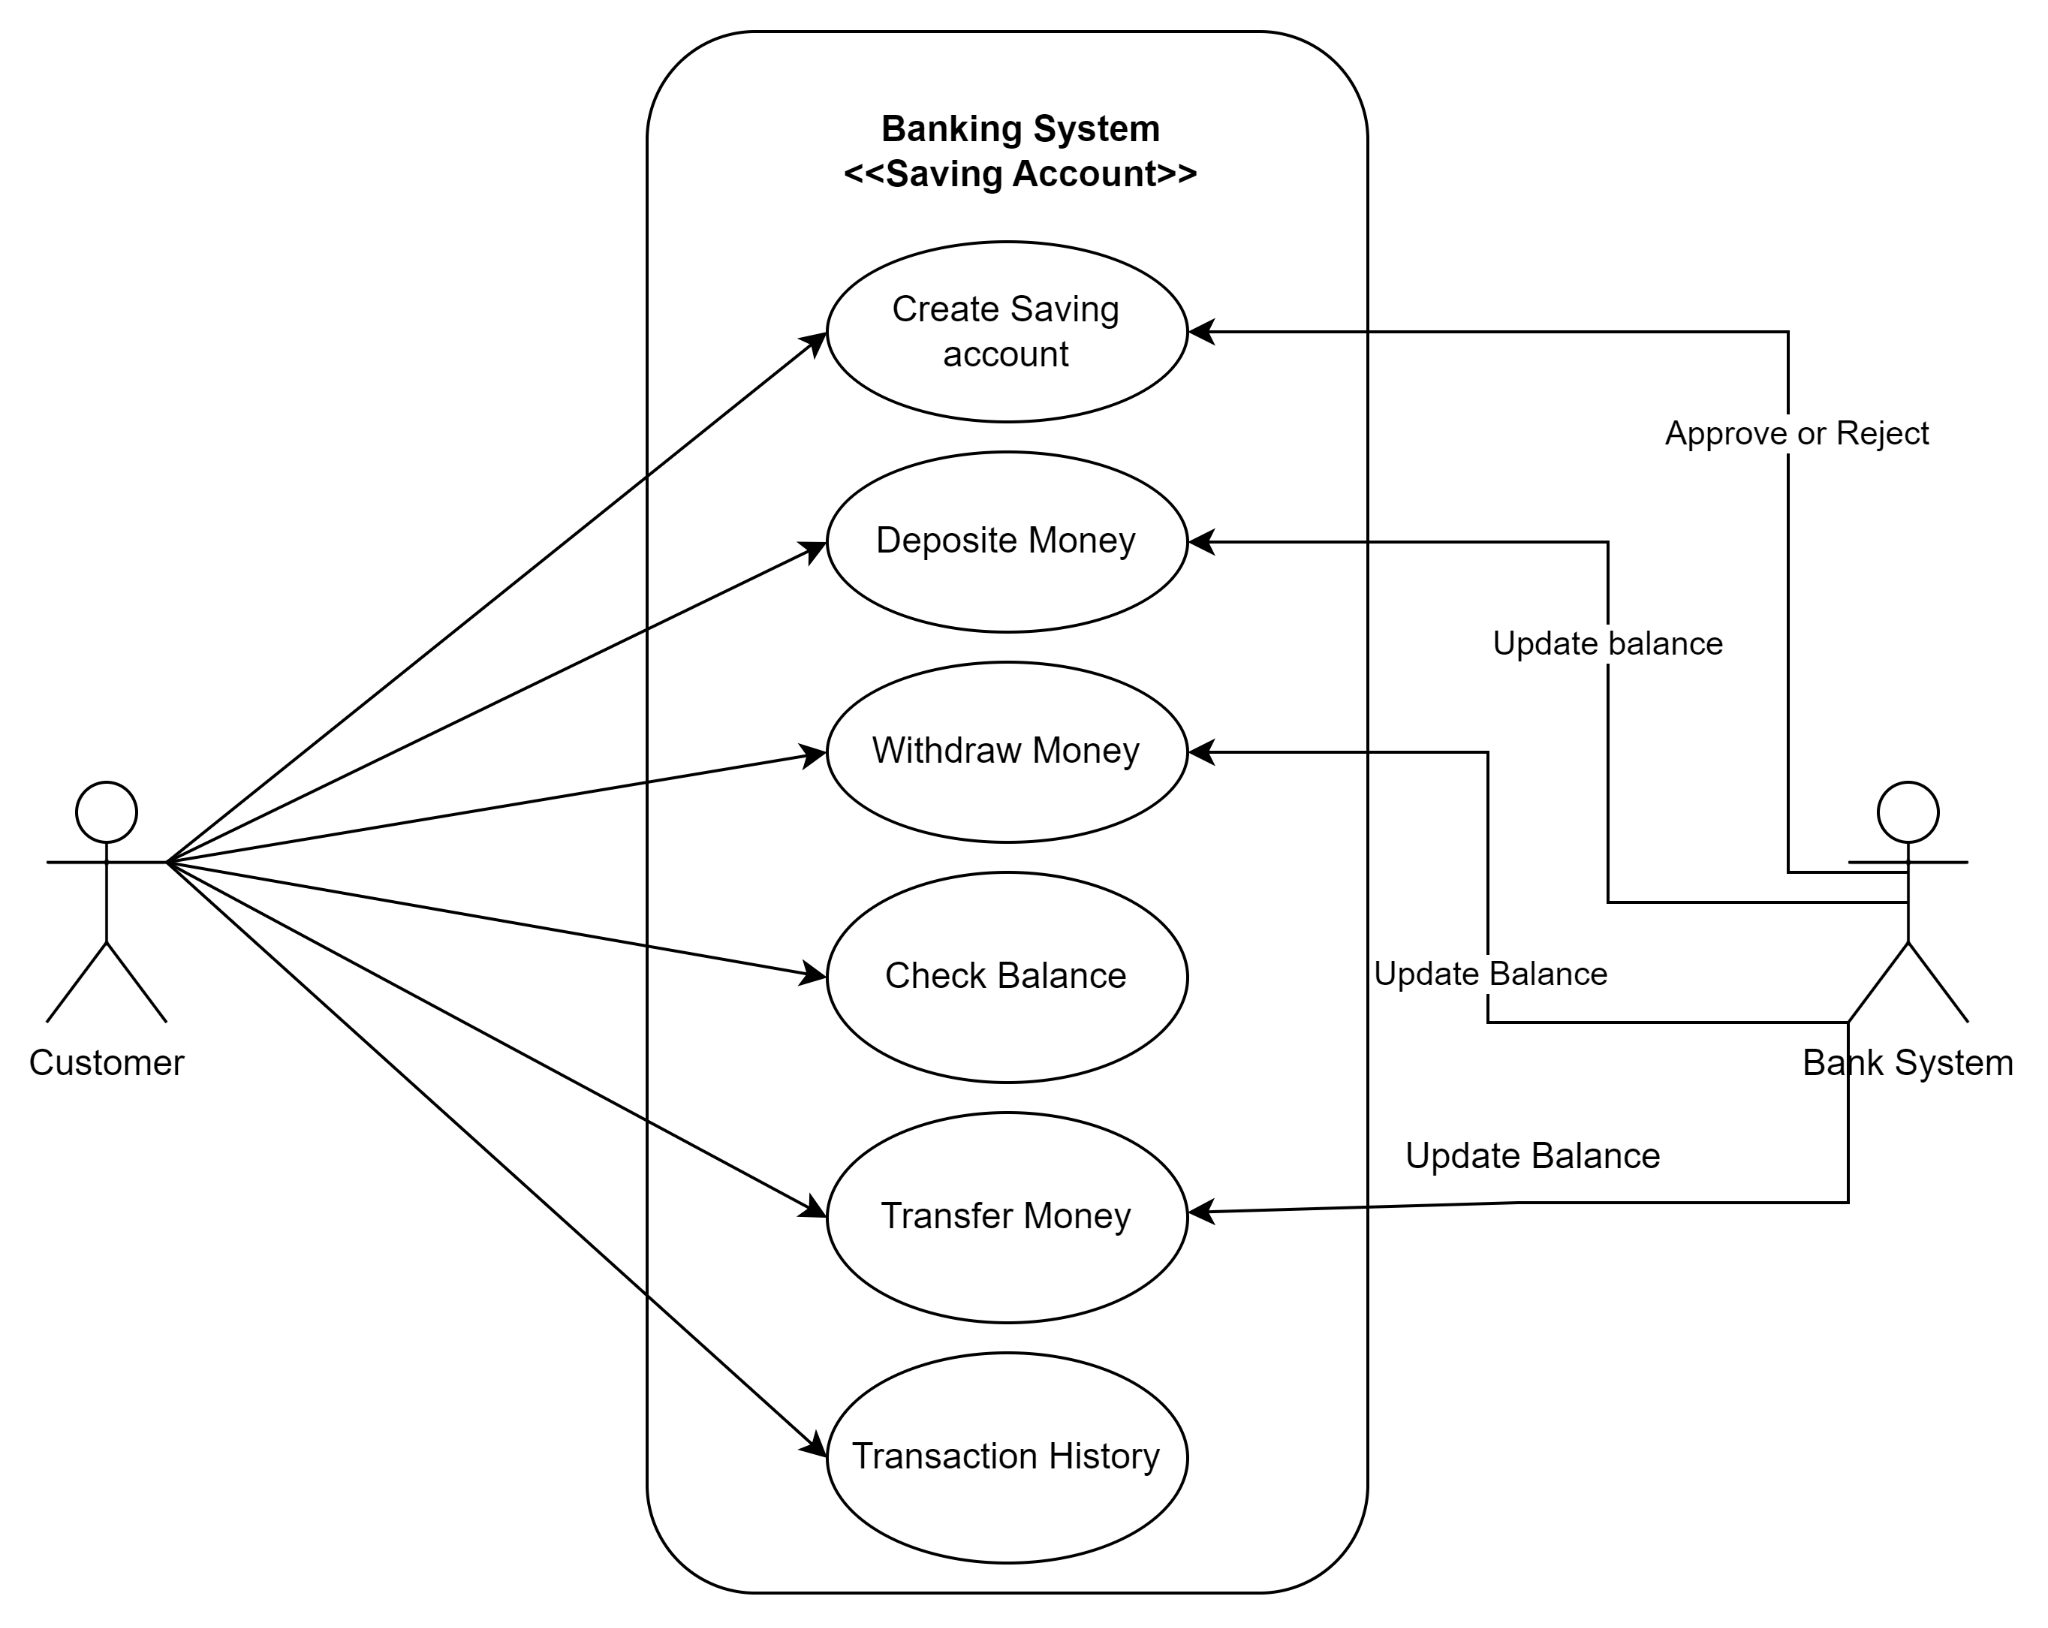 Banking System
<<Saving Account>>
Create Saving
account
Approve or Reject
Deposite Money
Update balance
Withdraw Money
Check Balance
Update Balance
Customer
Bank System
Update Balance
Transfer Money
Transaction History